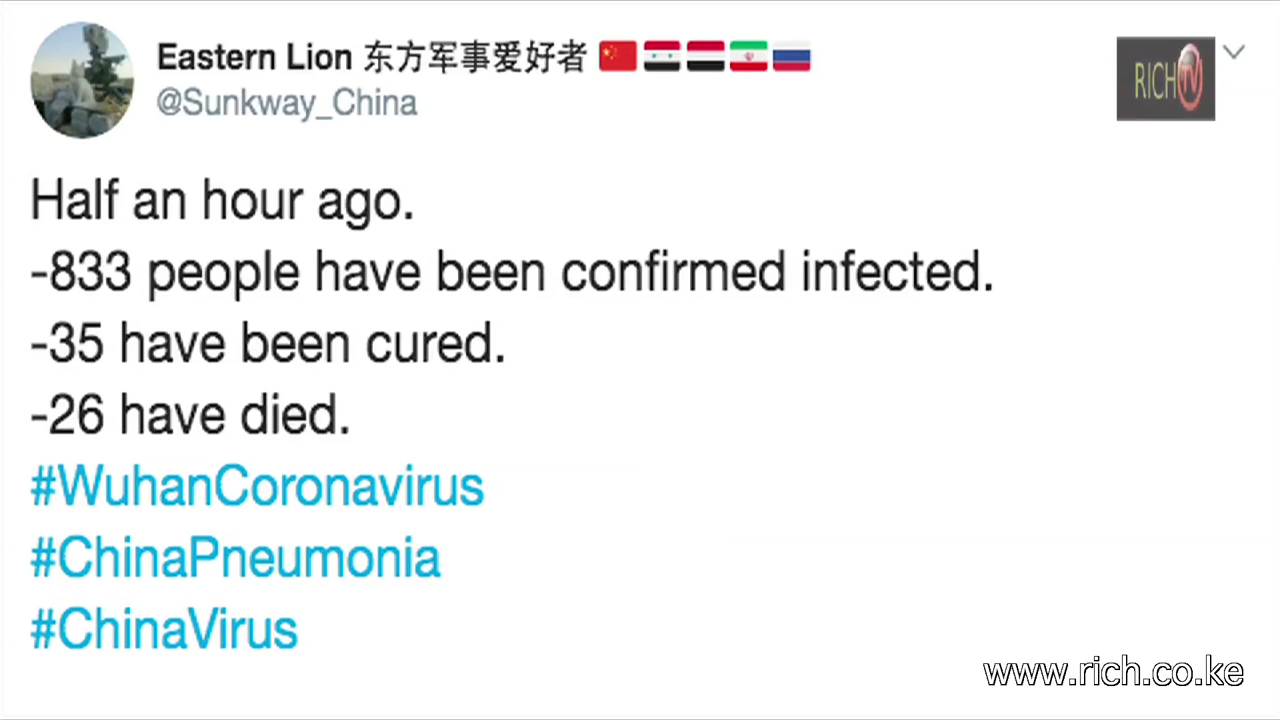 Eastern Lion 东方军事爱好者 🇨🇳🇸🇾🇾🇪🇮🇷🇷🇺
@Sunkway_China
RICH TV
Half an hour ago.
-833 people have been confirmed infected.
-35 have been cured.
-26 have died.
#WuhanCoronavirus
#ChinaPneumonia
#ChinaVirus
www.rich.co.ke